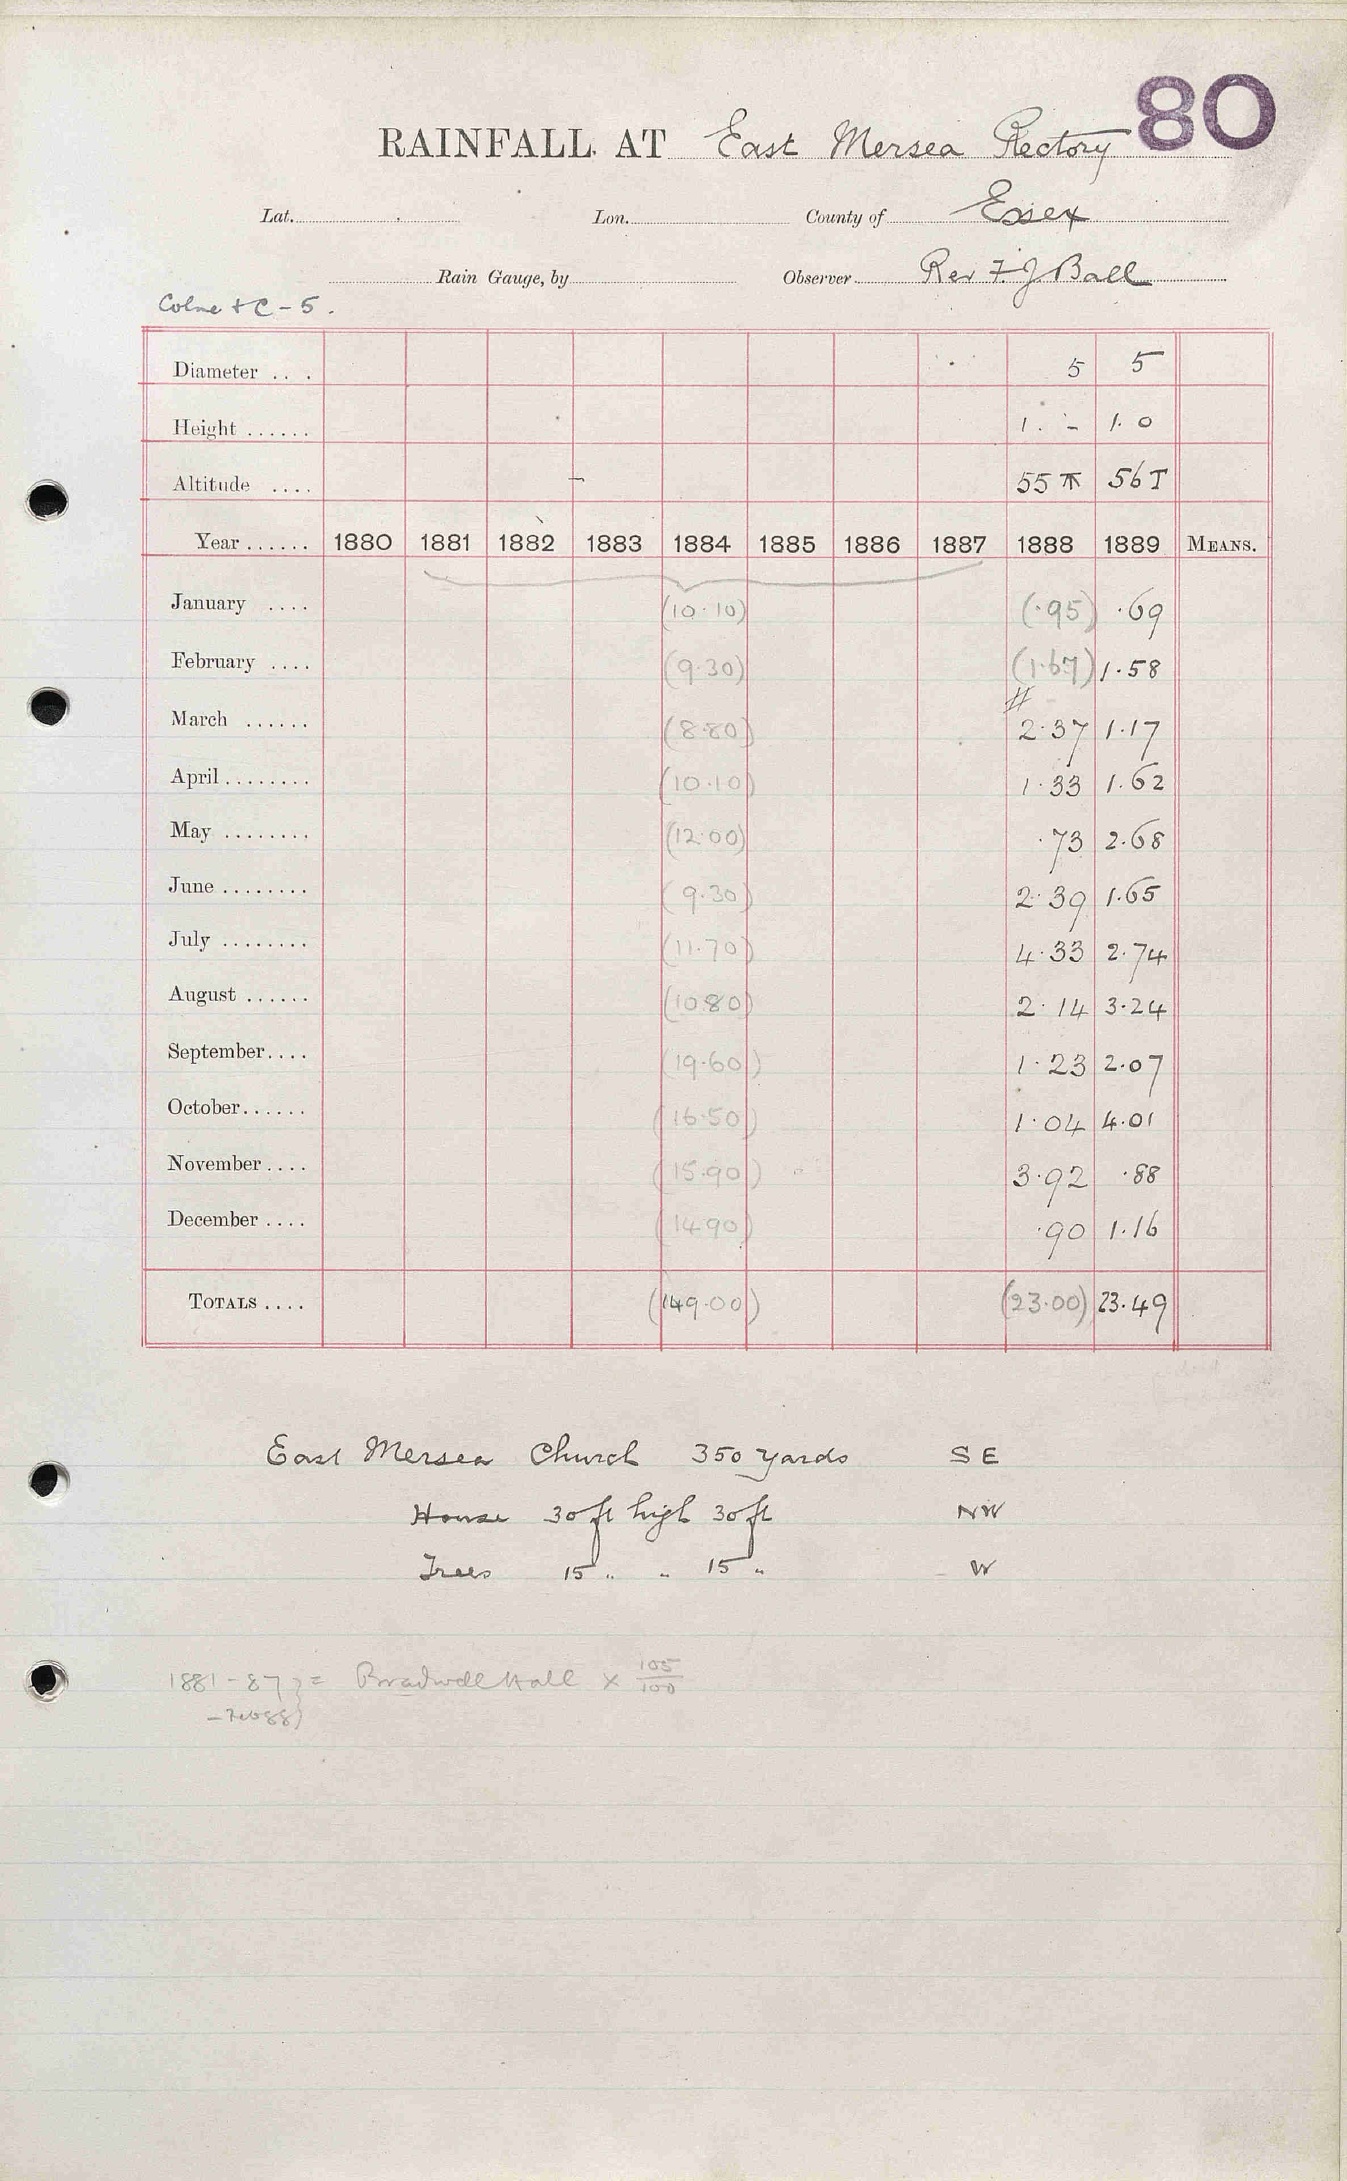 80
RAINFALL AT East Mersea Rectory
Lat. Lon. County of Essex
Rain Gauge, by Observer Rev F. J Ball
Colne & C - 5.
Diameter 5 5
Height 1. - 1. 0
Altitude 55 T 56 T
Year 1880 1881 1882 1883 1884 1885 1886 1887 1888 1889 MEANS.
January (10.10) (.95) .69
February (9.30) (1.67) 1.58
#
March (8.80) 2.37 1.17
April (10.10) 1.33 1.62
May (12.00) .73 2.68
June (9.30) 2.39 1.65
July (11.70) 4.33 2.74
August (10.80) 2.14 3.24
September (19.60) 1.23 2.07
October (16.50) 1.04 4.01
November (15.90) 3.92 .88
December (14.90) .90 1.16
TOTALS (149.00) (23.00) 23.49
East Mersea Church 350 yards SE
House 30 ft high 30 ft NW
Trees 15 " " 15 " W
1881-87 } = Bradwell Hall × 105/100
- Feb 88 }